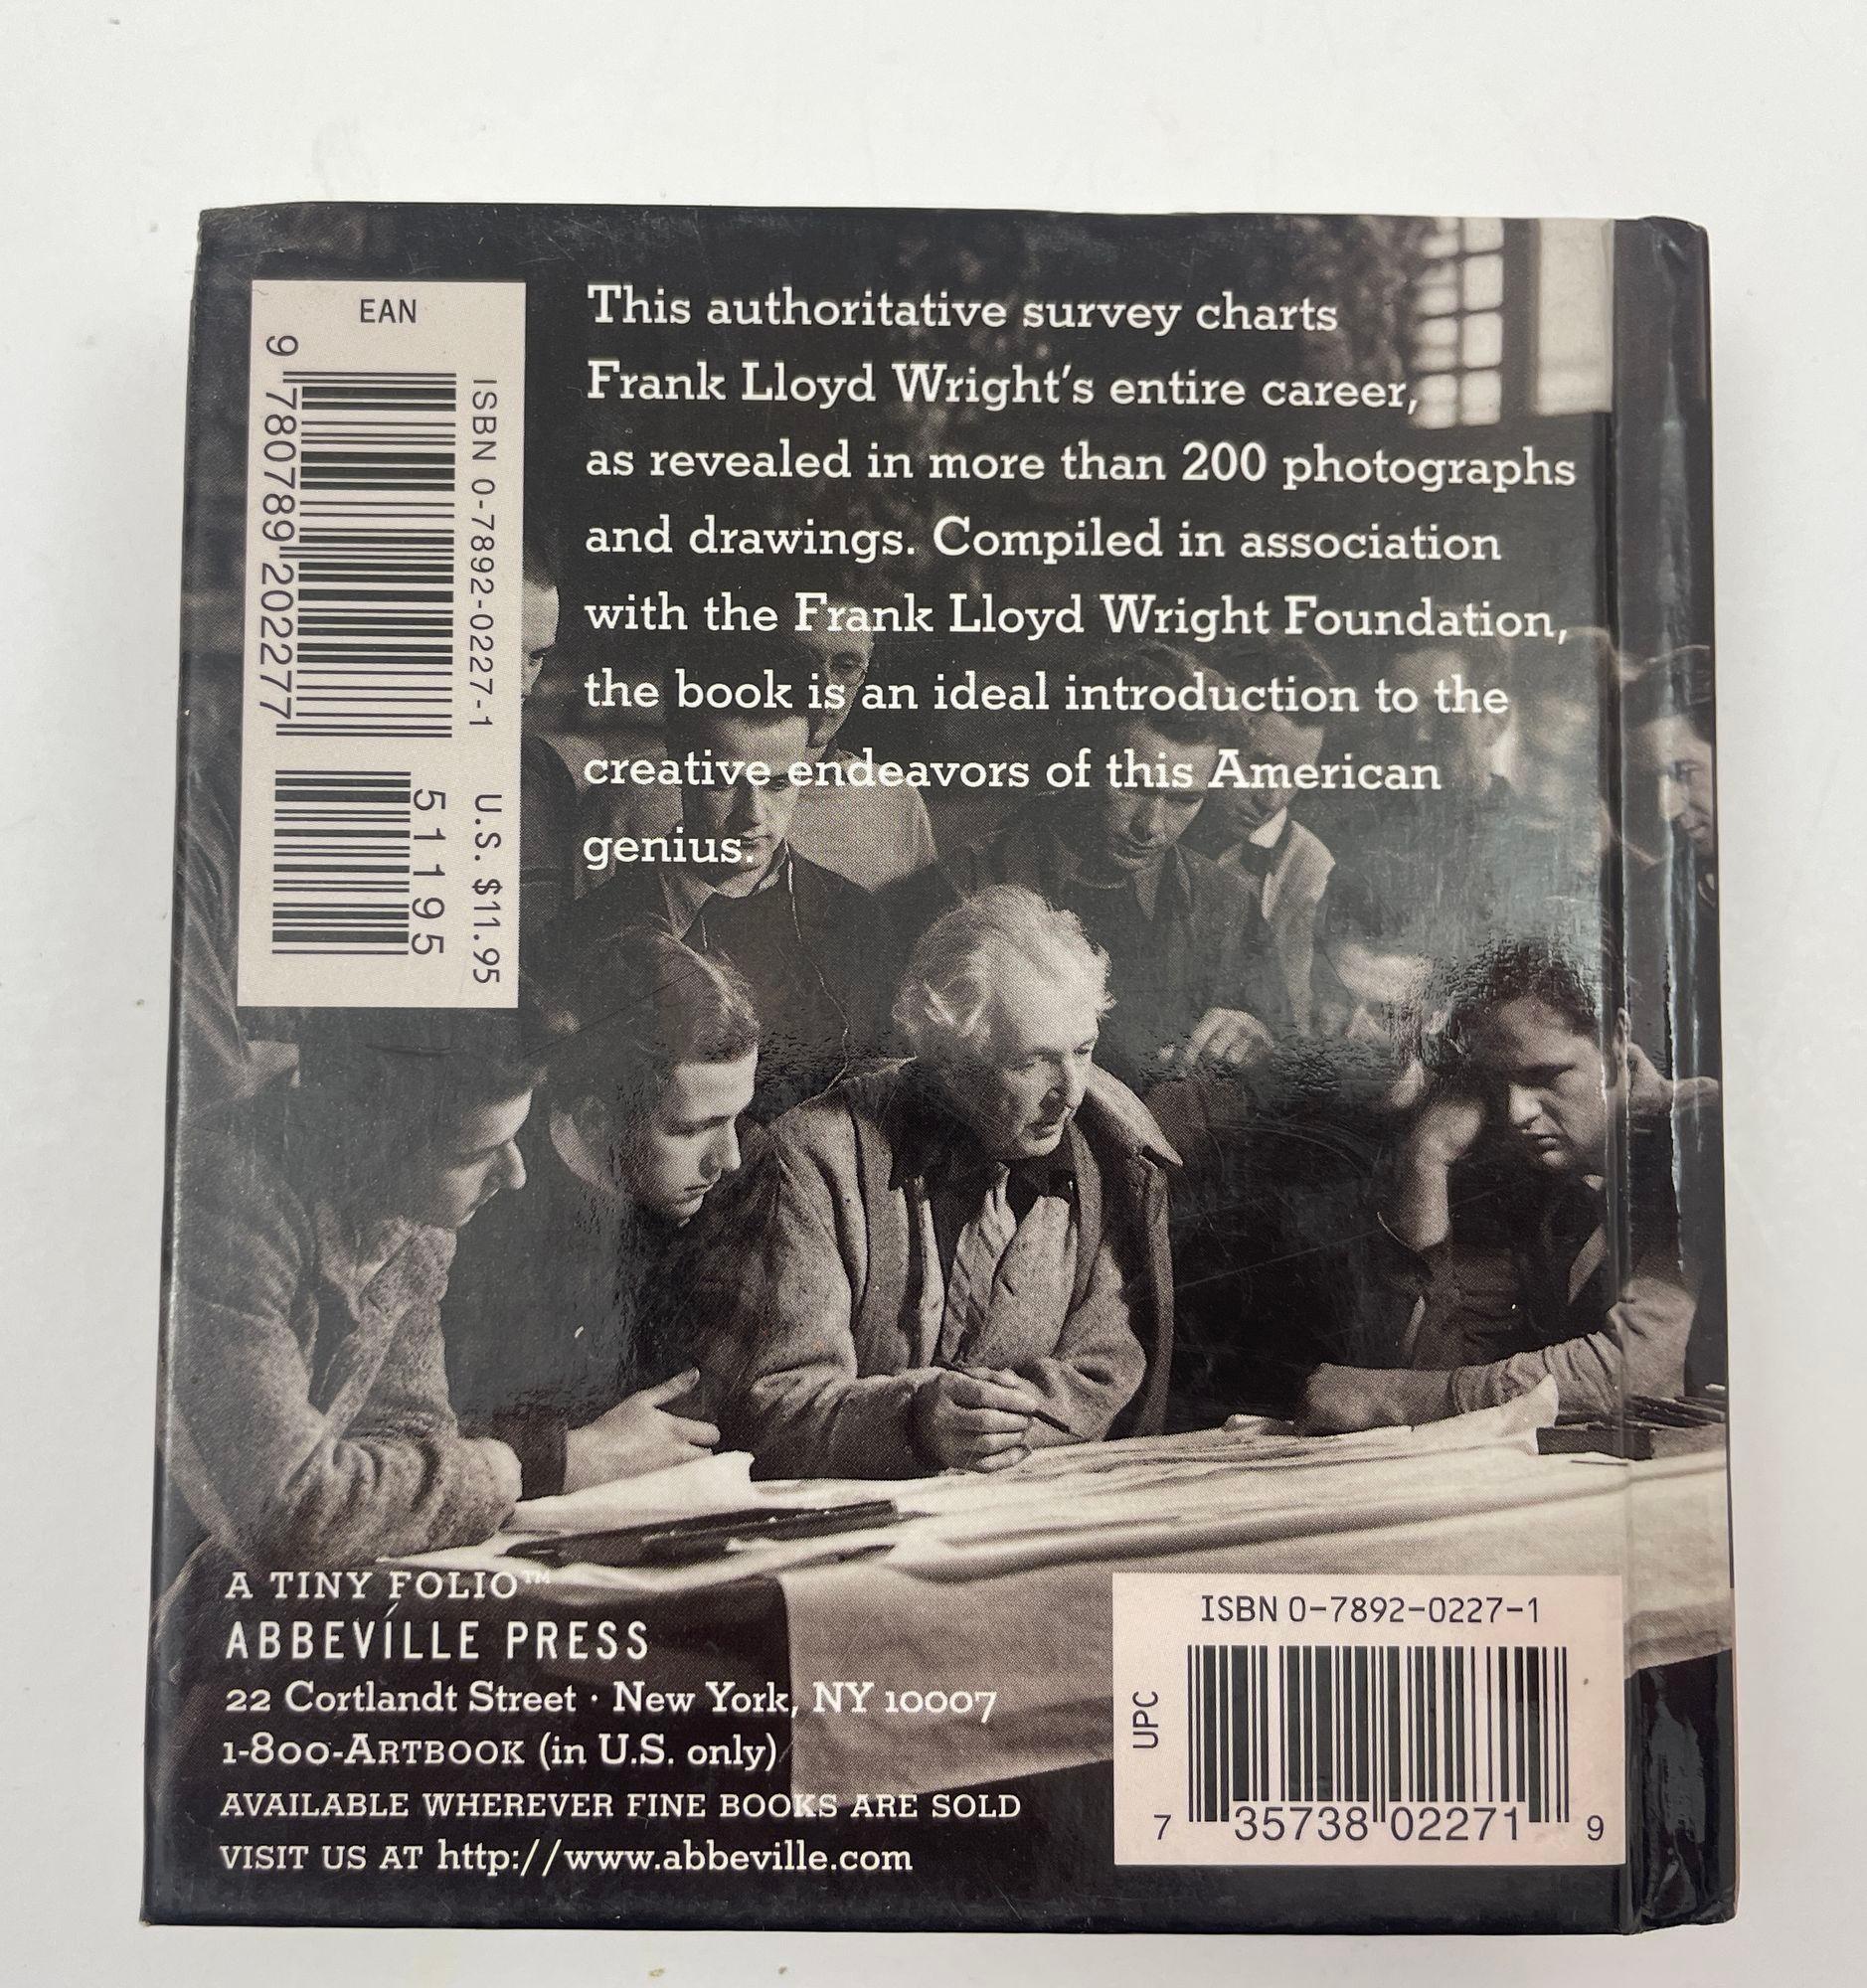 EAN
9 780789 202277
ISBN 0-7892-0227-1
51195
U.S. $11.95
This authoritative survey charts
Frank Lloyd Wright's entire career,
as revealed in more than 200 photographs
and drawings. Compiled in association
with the Frank Lloyd Wright Foundation,
the book is an ideal introduction to the
creative endeavors of this American
genius.
A TINY FOLIO™
ABBEVILLE PRESS
22 Cortlandt Street · New York, NY 10007
1-800-ARTBOOK (in U.S. only)
AVAILABLE WHEREVER FINE BOOKS ARE SOLD
VISIT US AT http://www.abbeville.com
ISBN 0-7892-0227-1
UPC
7 35738 02271 9